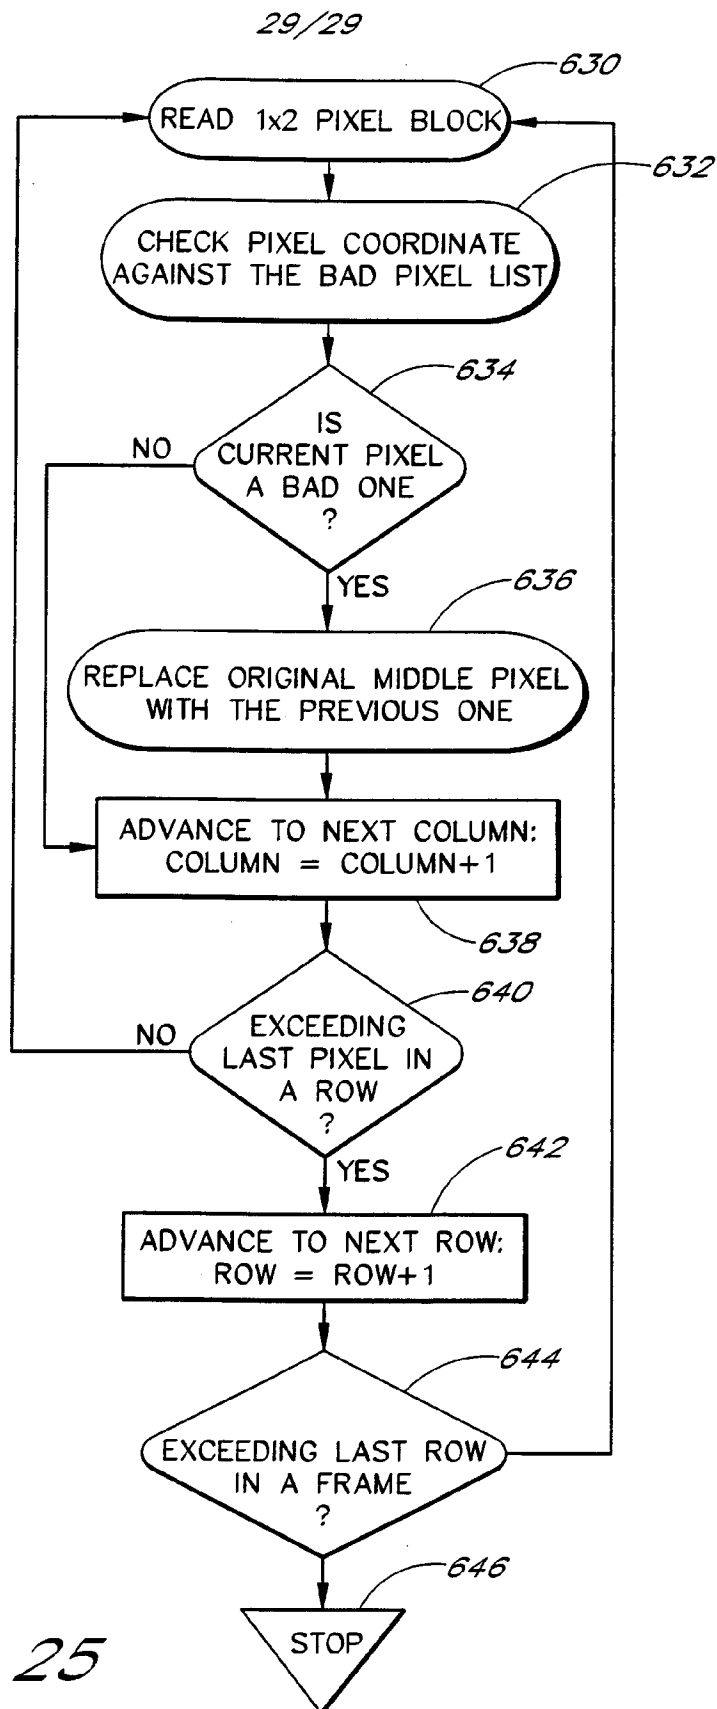 29/29
630
READ 1x2 PIXEL BLOCK
632
CHECK PIXEL COORDINATE
AGAINST THE BAD PIXEL LIST
634
IS
CURRENT PIXEL
A BAD ONE
?
NO
YES
636
REPLACE ORIGINAL MIDDLE PIXEL
WITH THE PREVIOUS ONE
ADVANCE TO NEXT COLUMN:
COLUMN = COLUMN+1
638
640
EXCEEDING
LAST PIXEL IN
A ROW
?
NO
YES
642
ADVANCE TO NEXT ROW:
ROW = ROW+1
644
EXCEEDING LAST ROW
IN A FRAME
?
646
STOP
25